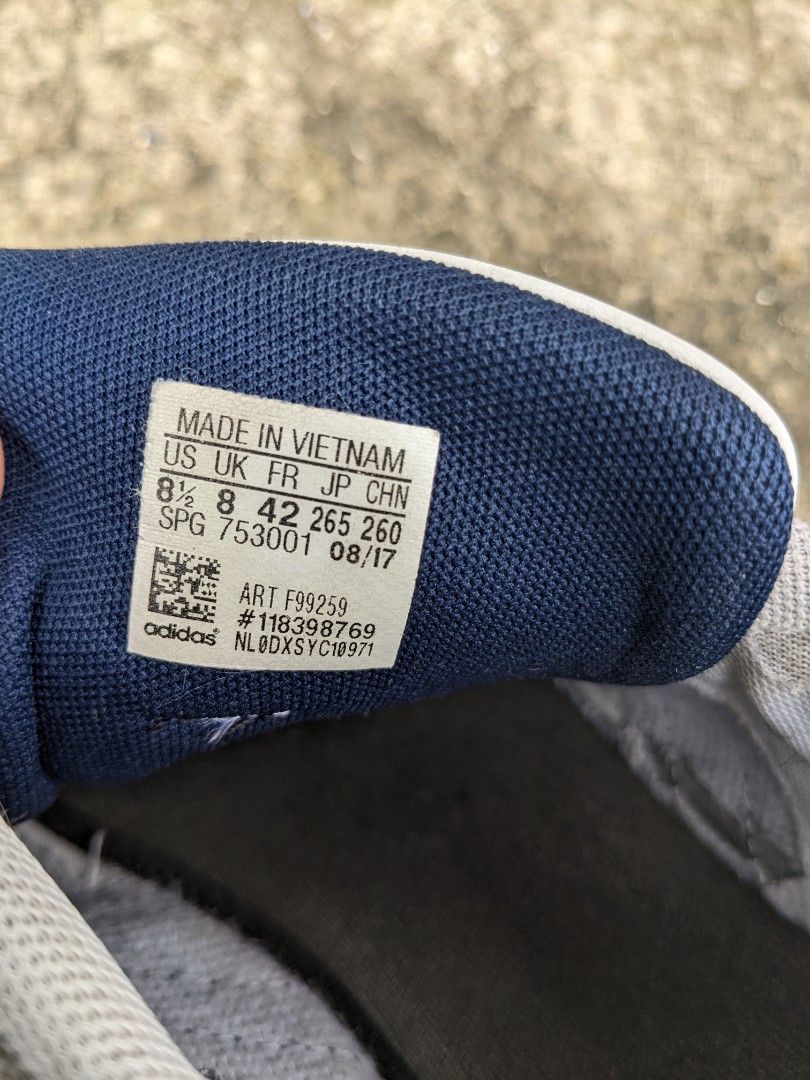 MADE IN VIETNAM
US UK FR JP CHN
8½ 8 42 265 260
SPG 753001 08/17
ART F99259
#118398769
adidas® NLØDXSYC10971